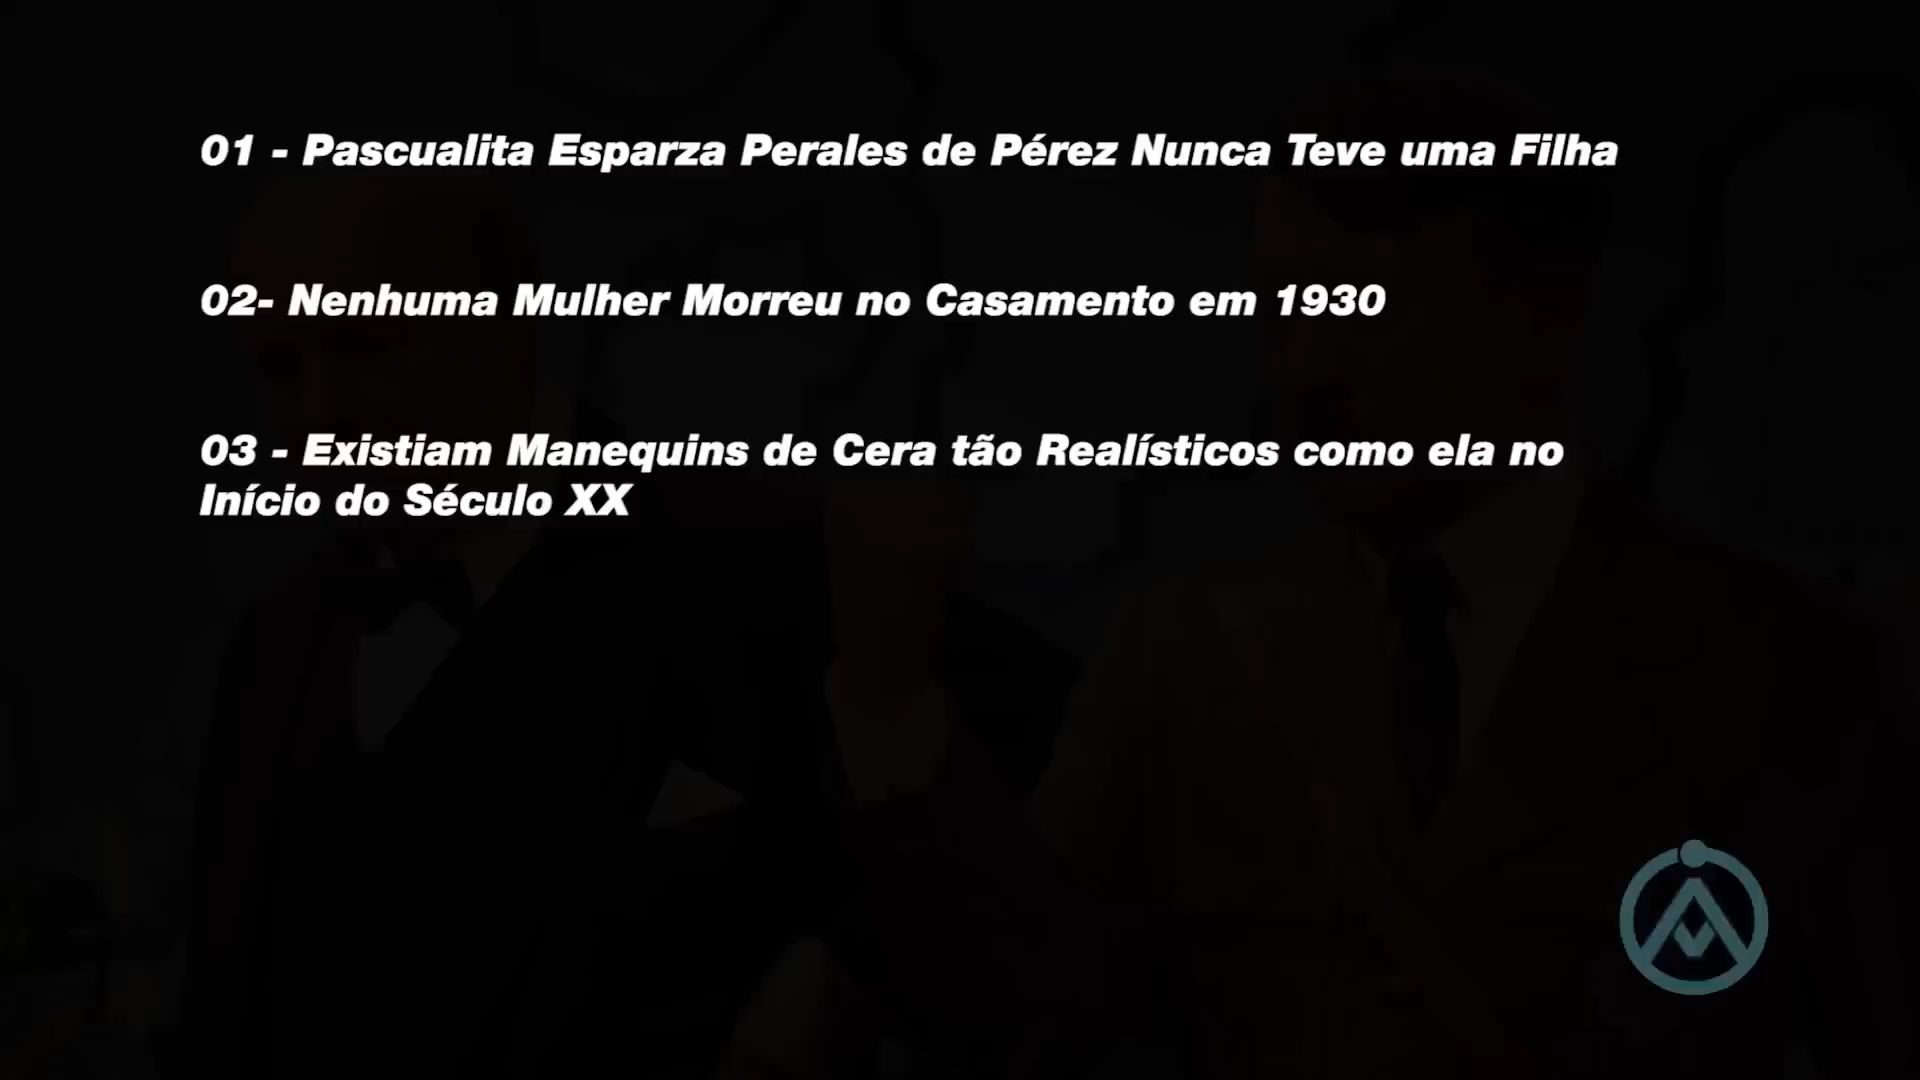 01 - Pascualita Esparza Perales de Pérez Nunca Teve uma Filha
02- Nenhuma Mulher Morreu no Casamento em 1930
03 - Existiam Manequins de Cera tão Realísticos como ela no
Início do Século XX